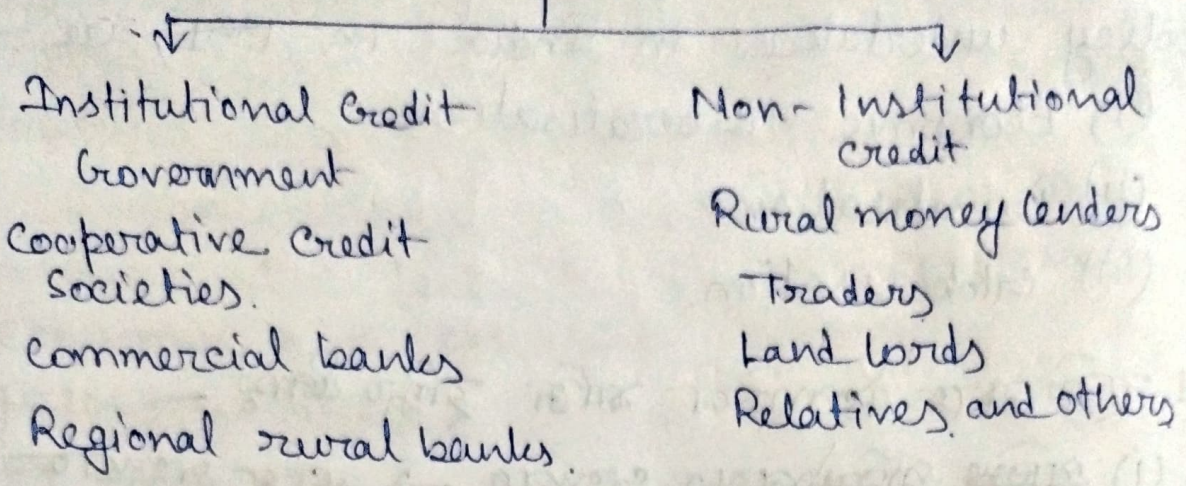 Institutional Credit
Government
Cooperative Credit
Societies.
Commercial banks
Regional rural banks.
Non-Institutional
credit
Rural money lenders
Traders
Land lords
Relatives and others